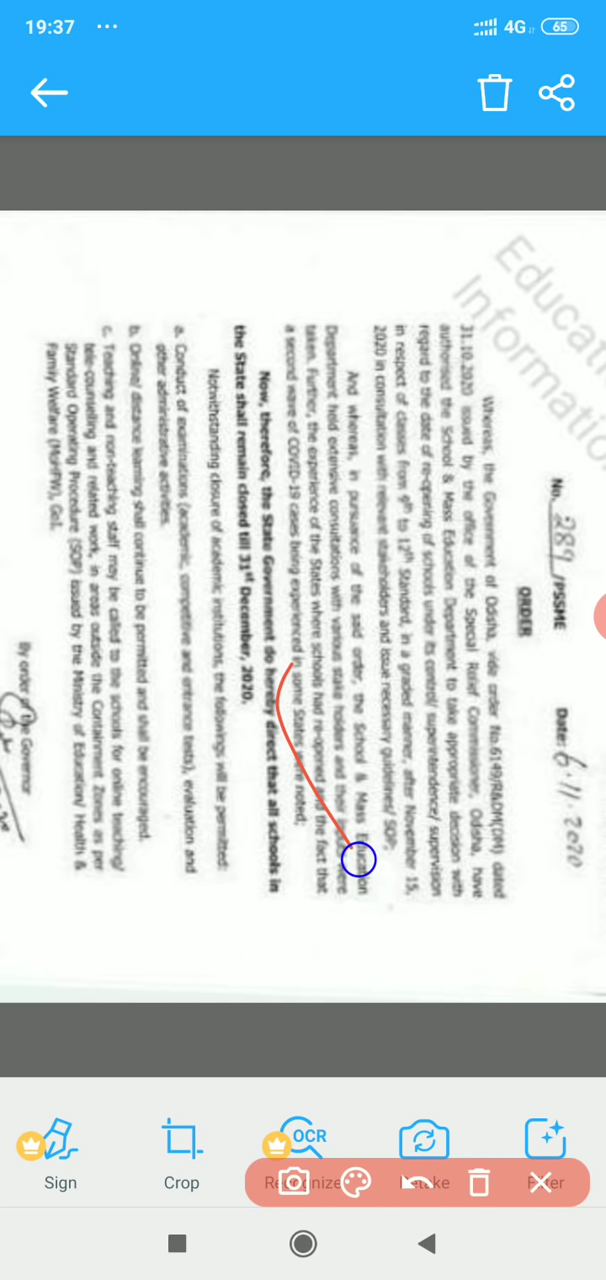 19:37 ... 4G 65
Educati
Informatio
No. 289 /PSSME Date: 6.11.2020
ORDER
Whereas, the Government of Odisha, vide order No.6149/R&DM(DM) dated
31.10.2020 issued by the office of the Special Relief Commissioner, Odisha, have
authorised the School & Mass Education Department to take appropriate decision with
regard to the date of re-opening of schools under its control/ superintendence/ supervision
in respect of classes from 9th to 12th Standard, in a graded manner, after November 15,
2020 in consultation with relevant stakeholders and issue necessary guidelines/ SOP;
And whereas, in pursuance of the said order, the School & Mass Education
Department held extensive consultations with various stake holders and their were
taken. Further, the experience of the States where schools had re-opened and the fact that
a second wave of COVID-19 cases being experienced in some States were noted;
Now, therefore, the State Government do hereby direct that all schools in
the State shall remain closed till 31st December, 2020.
Notwithstanding closure of academic institutions, the followings will be permitted:
a. Conduct of examinations (academic, competitive and entrance tests), evaluation and
other administrative activities.
b. Online/ distance learning shall continue to be permitted and shall be encouraged.
c. Teaching and non-teaching staff may be called to the schools for online teaching/
tele-counselling and related work, in areas outside the Containment Zones as per
Standard Operating Procedure (SOP) issued by the Ministry of Education/ Health &
Family Welfare (MoHFW), GoI.
By order of the Governor
OCR
Sign Crop Recognize Retake Filter